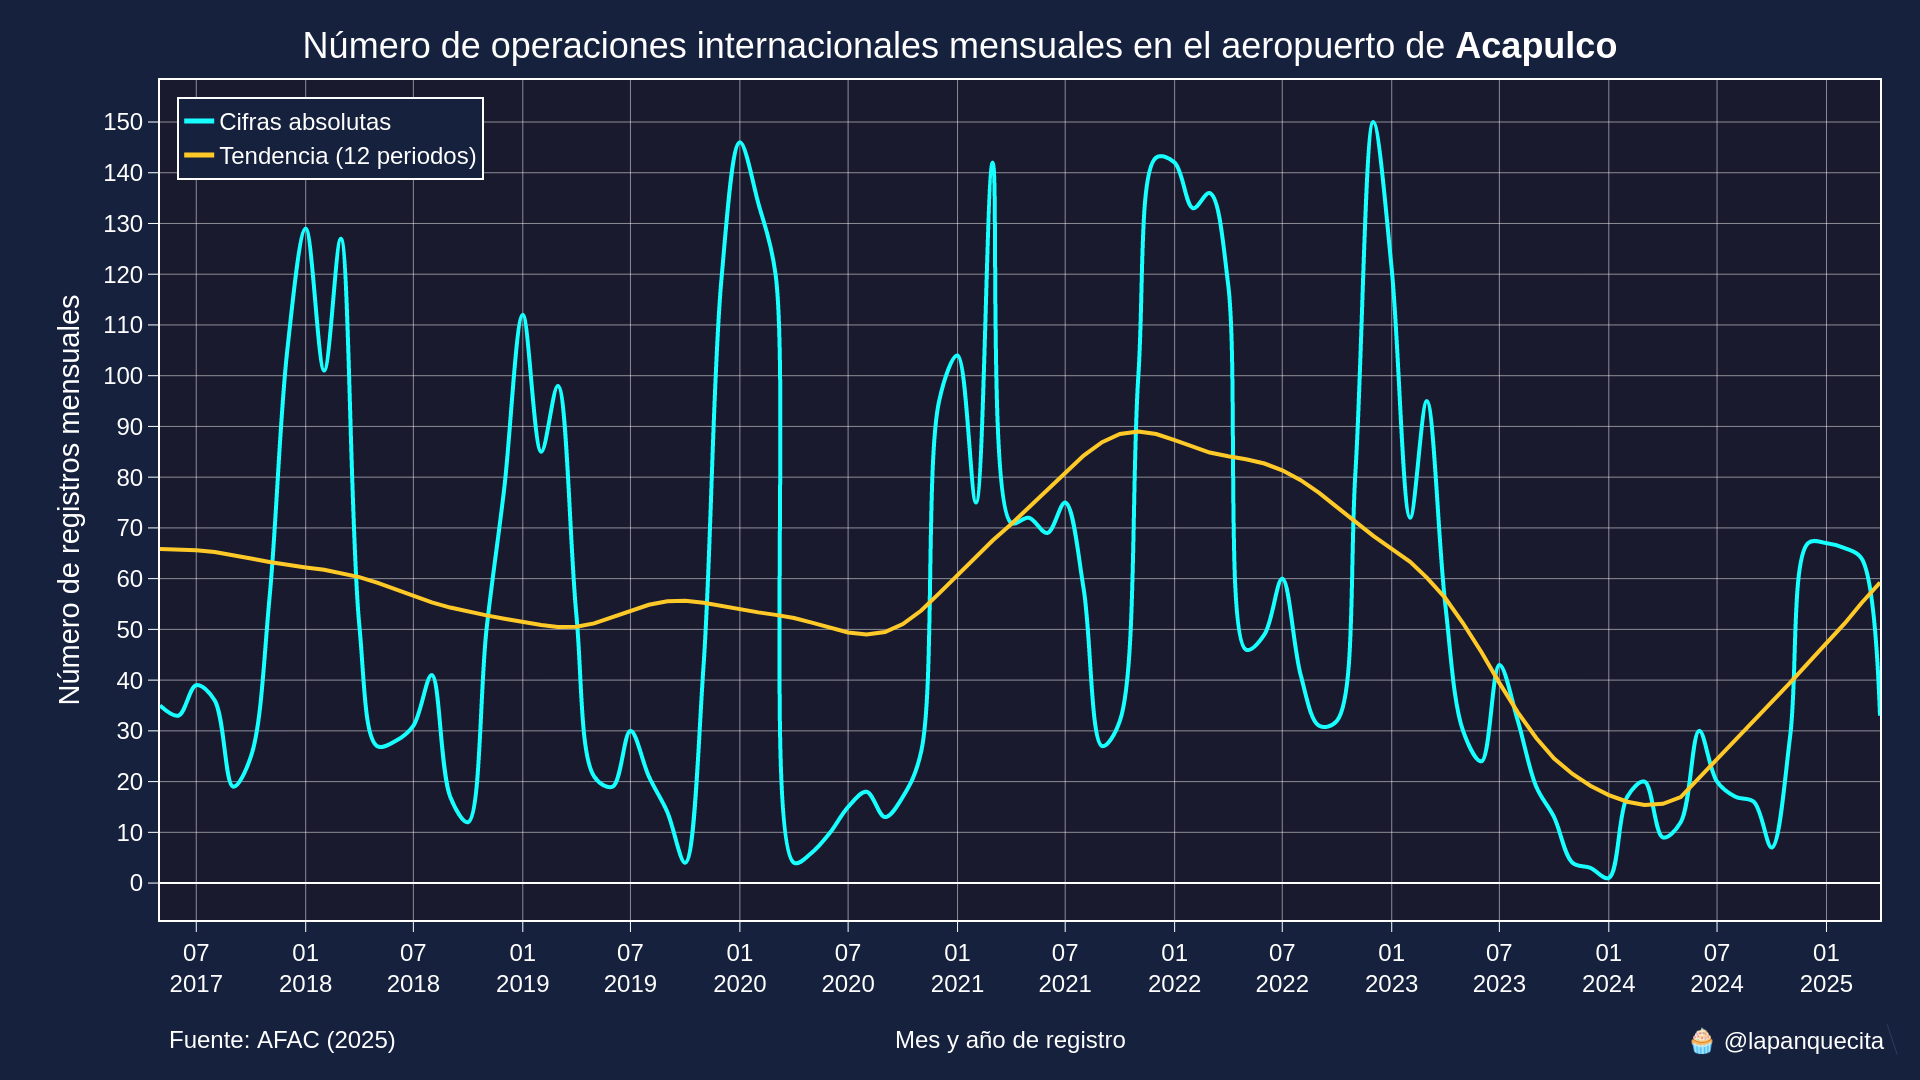 Número de operaciones internacionales mensuales en el aeropuerto de Acapulco
Cifras absolutas
Tendencia (12 periodos)
Número de registros mensuales
150
140
130
120
110
100
90
80
70
60
50
40
30
20
10
0
07 01 07 01 07 01 07 01 07 01 07 01 07 01 07 01
2017 2018 2018 2019 2019 2020 2020 2021 2021 2022 2022 2023 2023 2024 2024 2025
Fuente: AFAC (2025)
Mes y año de registro
🧁 @lapanquecita